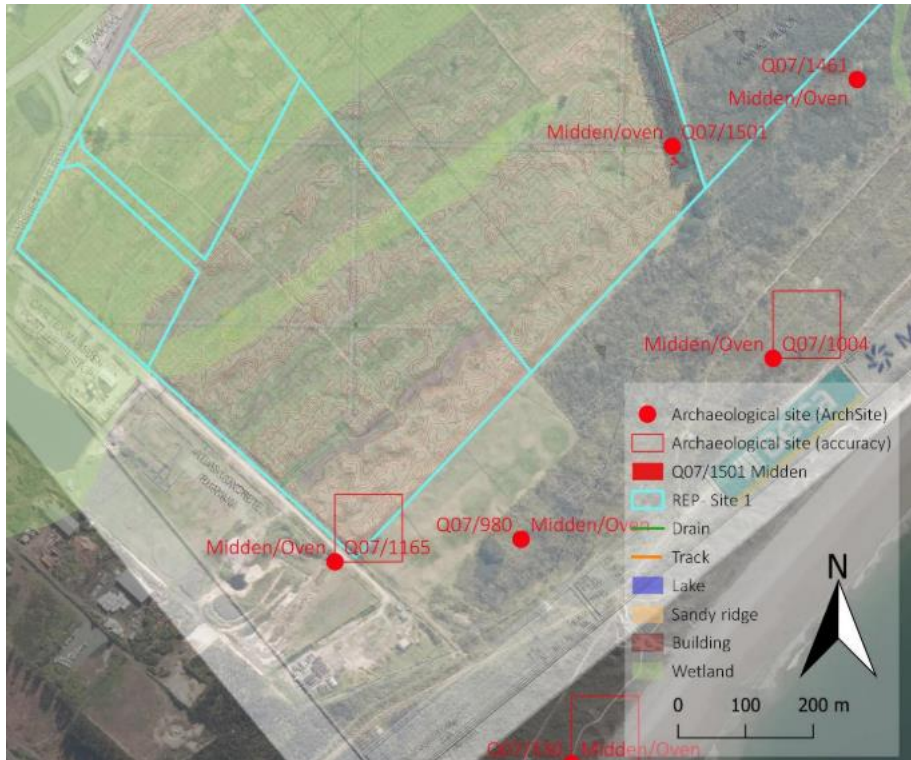 Q07/1461
Midden/Oven
Midden/oven Q07/1501
Midden/Oven Q07/1004
Q07/980 Midden/Oven
Midden/Oven Q07/1165
Midden/Oven
Archaeological site (ArchSite)
Archaeological site (accuracy)
Q07/1501 Midden
REP- Site 1
Drain
Track
Lake
Sandy ridge
Building
Wetland
N
0 100 200 m